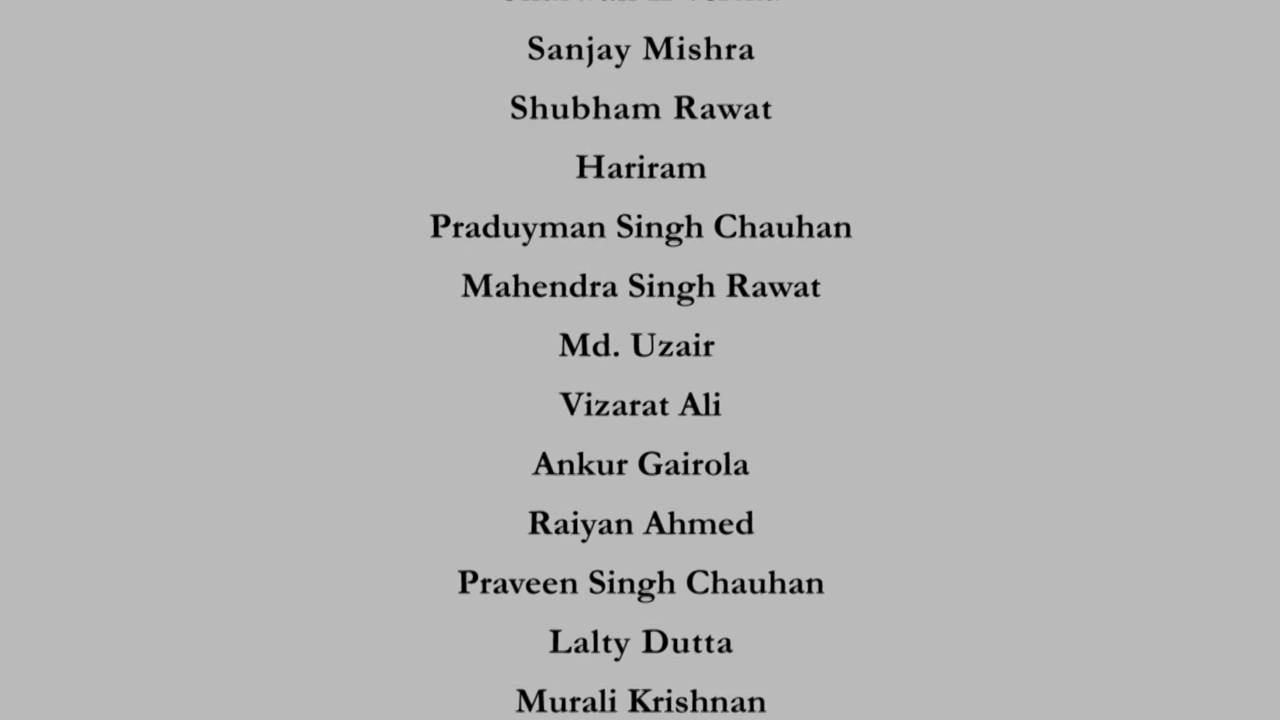 Sanjay Mishra
Shubham Rawat
Hariram
Praduyman Singh Chauhan
Mahendra Singh Rawat
Md. Uzair
Vizarat Ali
Ankur Gairola
Raiyan Ahmed
Praveen Singh Chauhan
Lalty Dutta
Murali Krishnan